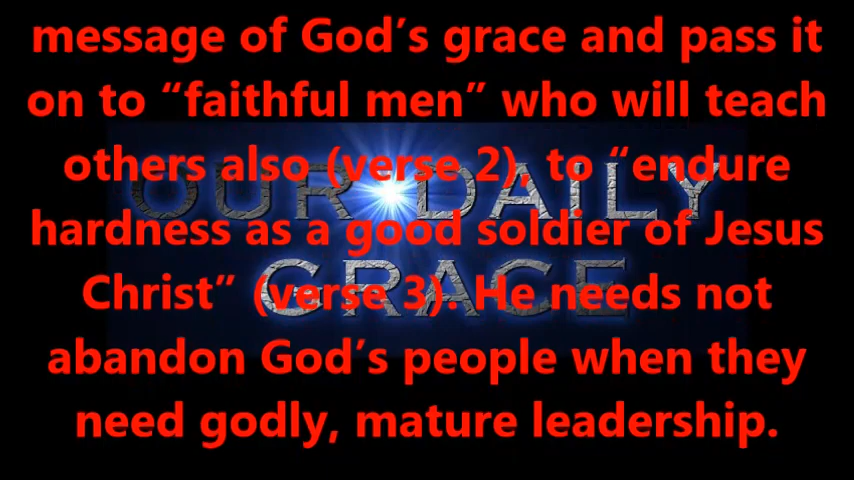 message of God’s grace and pass it
on to “faithful men” who will teach
others also (verse 2), to “endure
hardness as a good soldier of Jesus
Christ” (verse 3). He needs not
abandon God’s people when they
need godly, mature leadership.
OUR DAILY
GRACE